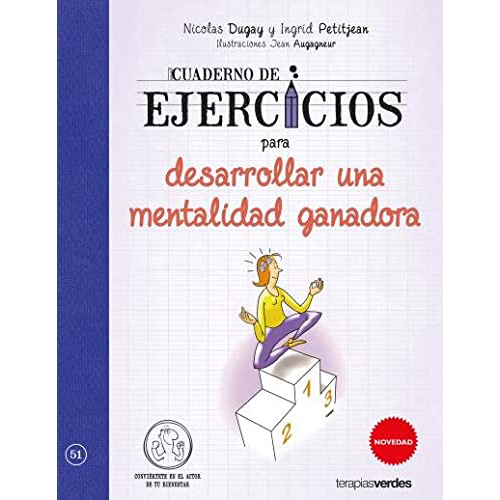 Nicolas Dugay y Ingrid Petitjean
Ilustraciones Jean Augagneur
CUADERNO DE
EJERCICIOS
para
desarrollar una
mentalidad ganadora
1
2
3
NOVEDAD
51
CONVIÉRTETE EN EL ACTOR
DE TU BIENESTAR
terapiasverdes